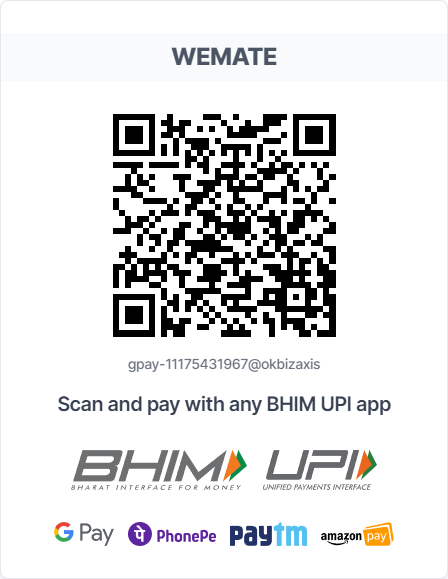 WEMATE
gpay-11175431967@okbizaxis
Scan and pay with any BHIM UPI app
BHIM UPI
BHARAT INTERFACE FOR MONEY UNIFIED PAYMENTS INTERFACE
G Pay PhonePe paytm amazon pay